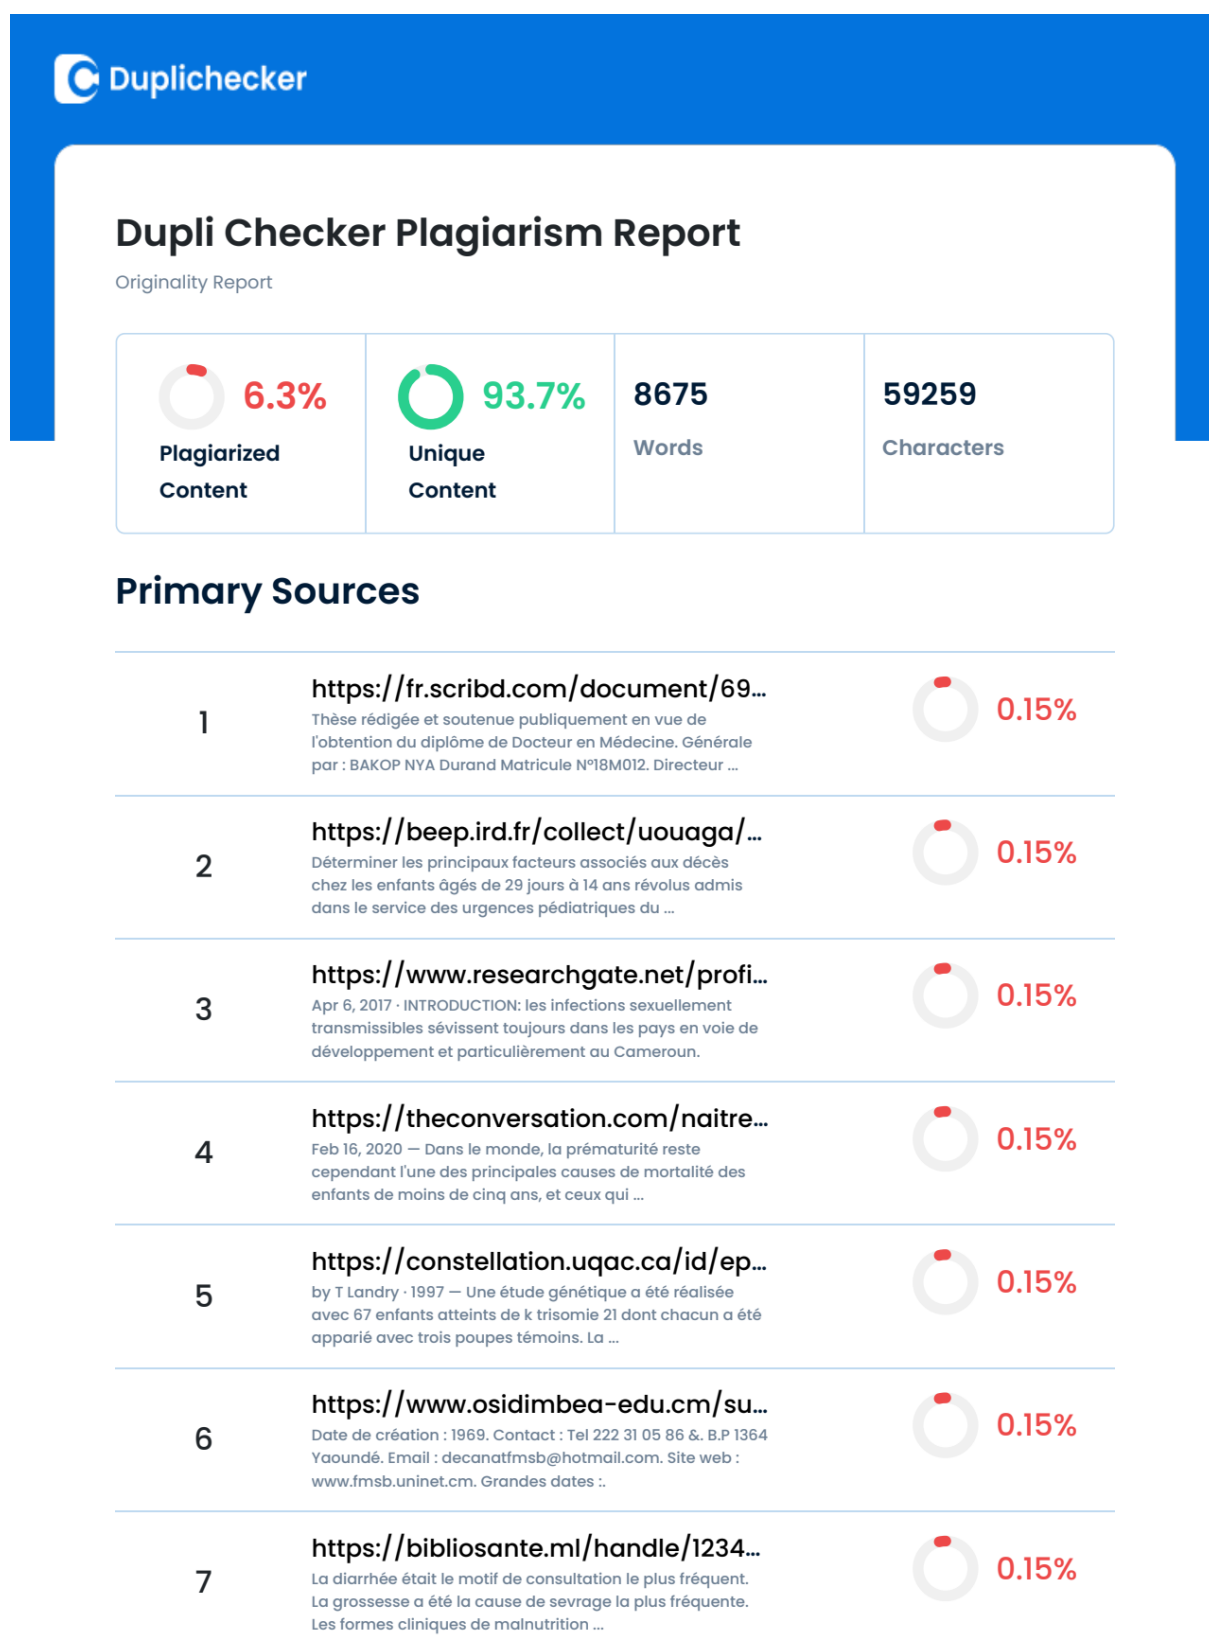 Duplichecker
Dupli Checker Plagiarism Report
Originality Report
6.3%
Plagiarized
Content
93.7%
Unique
Content
8675
Words
59259
Characters
Primary Sources
1
https://fr.scribd.com/document/69...
Thèse rédigée et soutenue publiquement en vue de
l'obtention du diplôme de Docteur en Médecine. Générale
par : BAKOP NYA Durand Matricule N°18M012. Directeur ...
0.15%
2
https://beep.ird.fr/collect/uouaga/...
Déterminer les principaux facteurs associés aux décès
chez les enfants âgés de 29 jours à 14 ans révolus admis
dans le service des urgences pédiatriques du ...
0.15%
3
https://www.researchgate.net/profi...
Apr 6, 2017 · INTRODUCTION: les infections sexuellement
transmissibles sévissent toujours dans les pays en voie de
développement et particulièrement au Cameroun.
0.15%
4
https://theconversation.com/naitre...
Feb 16, 2020 — Dans le monde, la prématurité reste
cependant l'une des principales causes de mortalité des
enfants de moins de cinq ans, et ceux qui ...
0.15%
5
https://constellation.uqac.ca/id/ep...
by T Landry · 1997 — Une étude génétique a été réalisée
avec 67 enfants atteints de k trisomie 21 dont chacun a été
apparié avec trois poupes témoins. La ...
0.15%
6
https://www.osidimbea-edu.cm/su...
Date de création : 1969. Contact : Tel 222 31 05 86 &. B.P 1364
Yaoundé. Email : decanatfmsb@hotmail.com. Site web :
www.fmsb.uninet.cm. Grandes dates :.
0.15%
7
https://bibliosante.ml/handle/1234...
La diarrhée était le motif de consultation le plus fréquent.
La grossesse a été la cause de sevrage la plus fréquente.
Les formes cliniques de malnutrition ...
0.15%